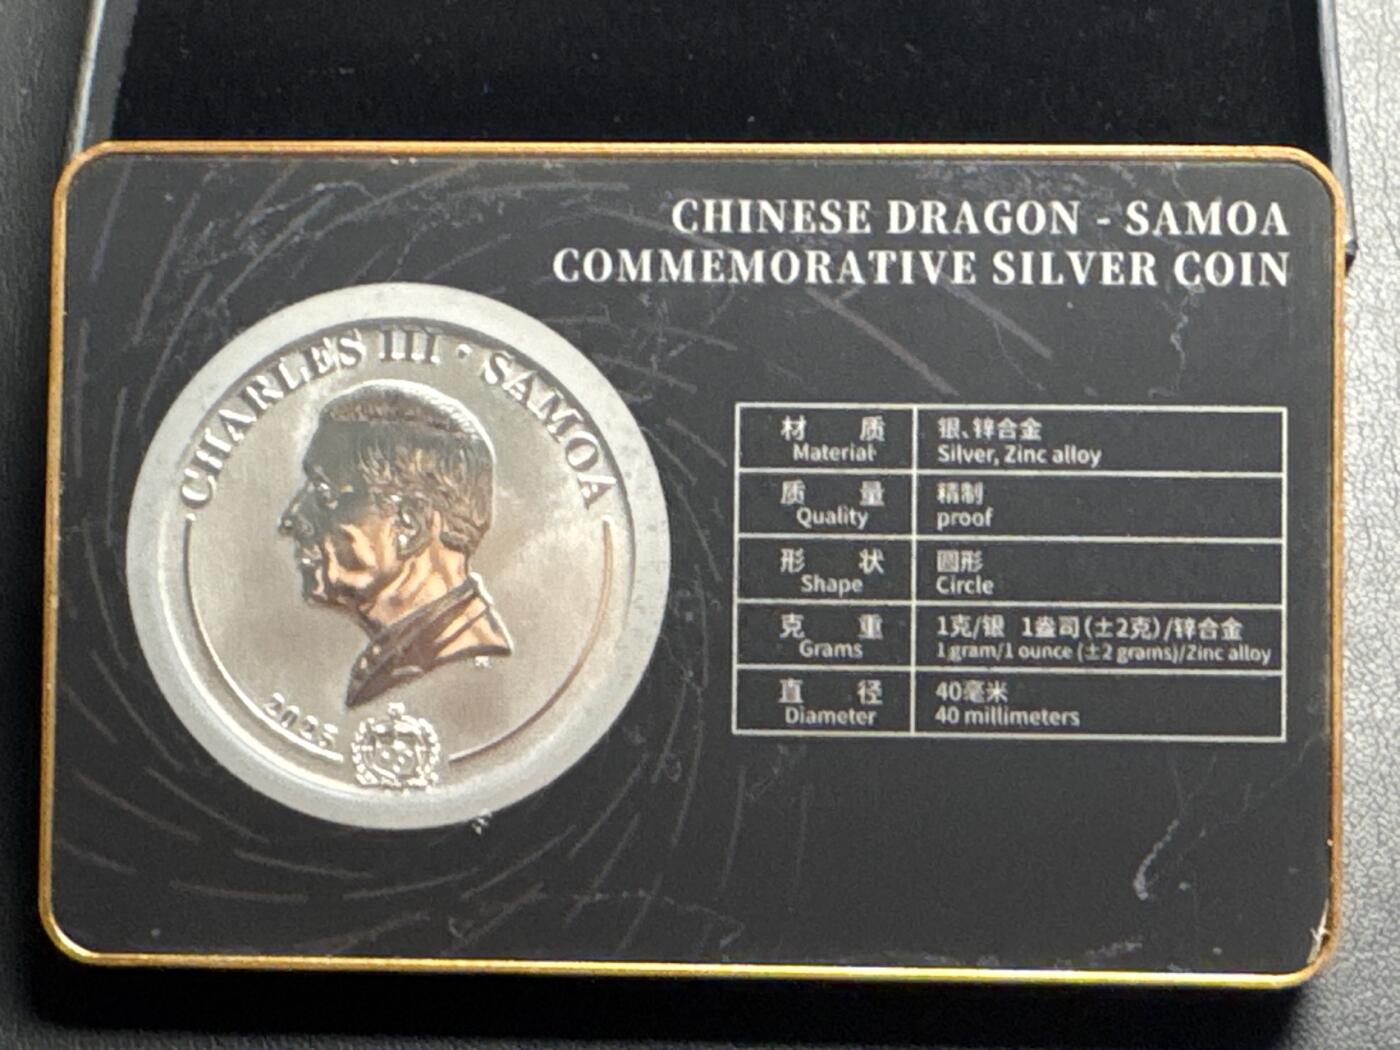 CHINESE DRAGON - SAMOA
COMMEMORATIVE SILVER COIN
CHARLES III · SAMOA
2025
材 质 银、锌合金
Material Silver, Zinc alloy
质 量 精制
Quality proof
形 状 圆形
Shape Circle
克 重 1克/银 1盎司(±2克)/锌合金
Grams 1 gram/1 ounce (±2 grams)/Zinc alloy
直 径 40毫米
Diameter 40 millimeters